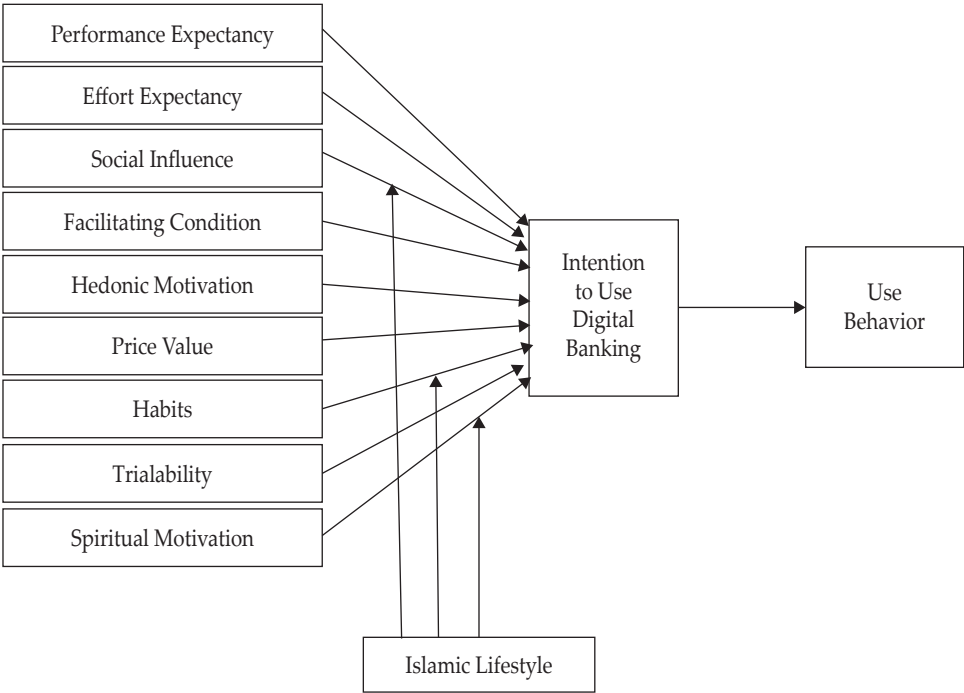 Performance Expectancy
Effort Expectancy
Social Influence
Facilitating Condition
Hedonic Motivation
Price Value
Habits
Trialability
Spiritual Motivation
Intention
to Use
Digital
Banking
Use
Behavior
Islamic Lifestyle